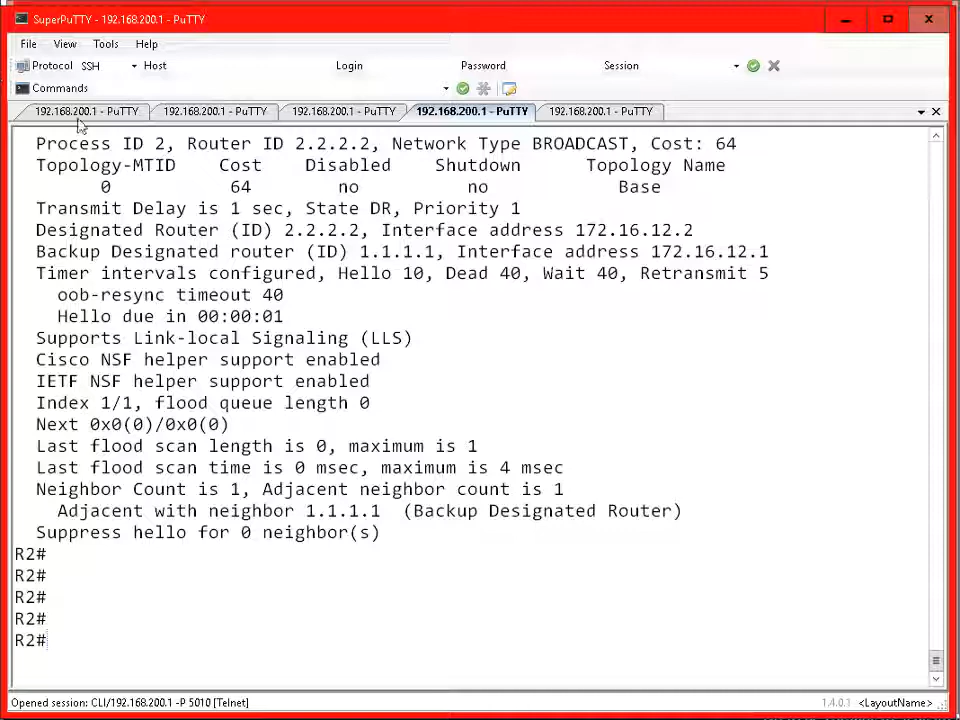 SuperPuTTY - 192.168.200.1 - PuTTY
File View Tools Help
Protocol SSH Host Login Password Session
Commands
192.168.200.1 - PuTTY 192.168.200.1 - PuTTY 192.168.200.1 - PuTTY 192.168.200.1 - PuTTY 192.168.200.1 - PuTTY
Process ID 2, Router ID 2.2.2.2, Network Type BROADCAST, Cost: 64
Topology-MTID Cost Disabled Shutdown Topology Name
0 64 no no Base
Transmit Delay is 1 sec, State DR, Priority 1
Designated Router (ID) 2.2.2.2, Interface address 172.16.12.2
Backup Designated router (ID) 1.1.1.1, Interface address 172.16.12.1
Timer intervals configured, Hello 10, Dead 40, Wait 40, Retransmit 5
oob-resync timeout 40
Hello due in 00:00:01
Supports Link-local Signaling (LLS)
Cisco NSF helper support enabled
IETF NSF helper support enabled
Index 1/1, flood queue length 0
Next 0x0(0)/0x0(0)
Last flood scan length is 0, maximum is 1
Last flood scan time is 0 msec, maximum is 4 msec
Neighbor Count is 1, Adjacent neighbor count is 1
Adjacent with neighbor 1.1.1.1 (Backup Designated Router)
Suppress hello for 0 neighbor(s)
R2#
R2#
R2#
R2#
R2#
Opened session: CLI/192.168.200.1 -P 5010 [Telnet] 1.4.0.1 <LayoutName>